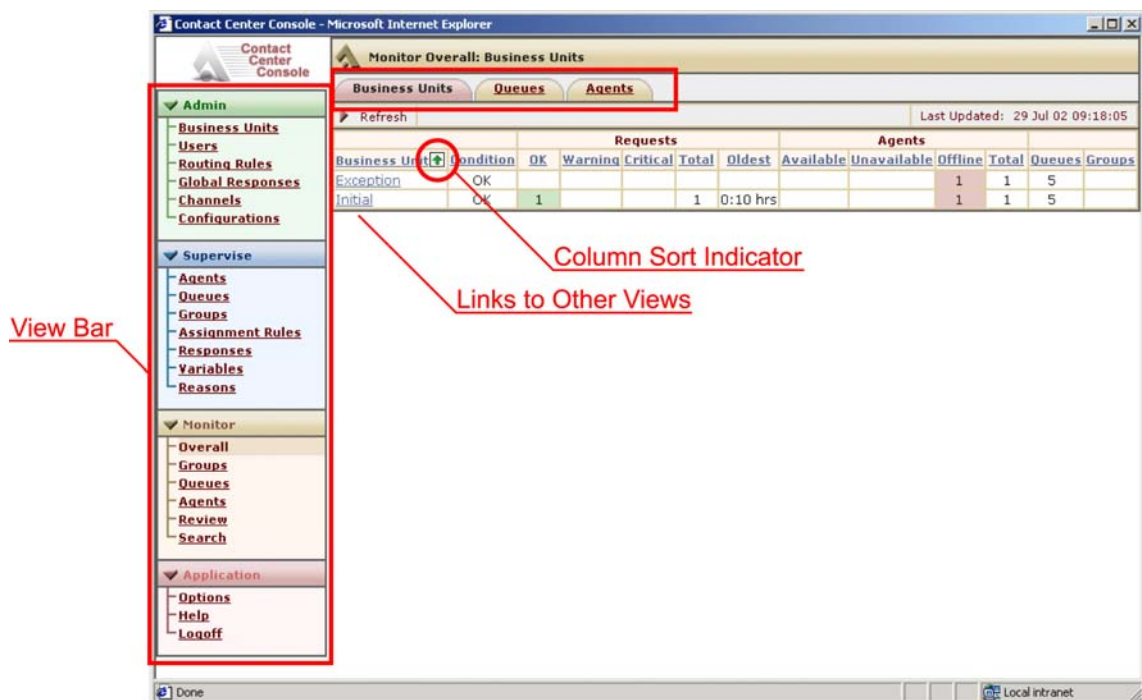 Contact Center Console - Microsoft Internet Explorer
Contact
Center
Console
Monitor Overall: Business Units
Business Units Queues Agents
Refresh Last Updated: 29 Jul 02 09:18:05
Requests Agents
Business Unit Condition OK Warning Critical Total Oldest Available Unavailable Offline Total Queues Groups
Exception OK 1 1 5
Initial OK 1 1 0:10 hrs 1 1 5
Admin
Business Units
Users
Routing Rules
Global Responses
Channels
Configurations
Supervise
Agents
Queues
Groups
Assignment Rules
Responses
Variables
Reasons
Monitor
Overall
Groups
Queues
Agents
Review
Search
Application
Options
Help
Logoff
Column Sort Indicator
Links to Other Views
View Bar
Done Local intranet